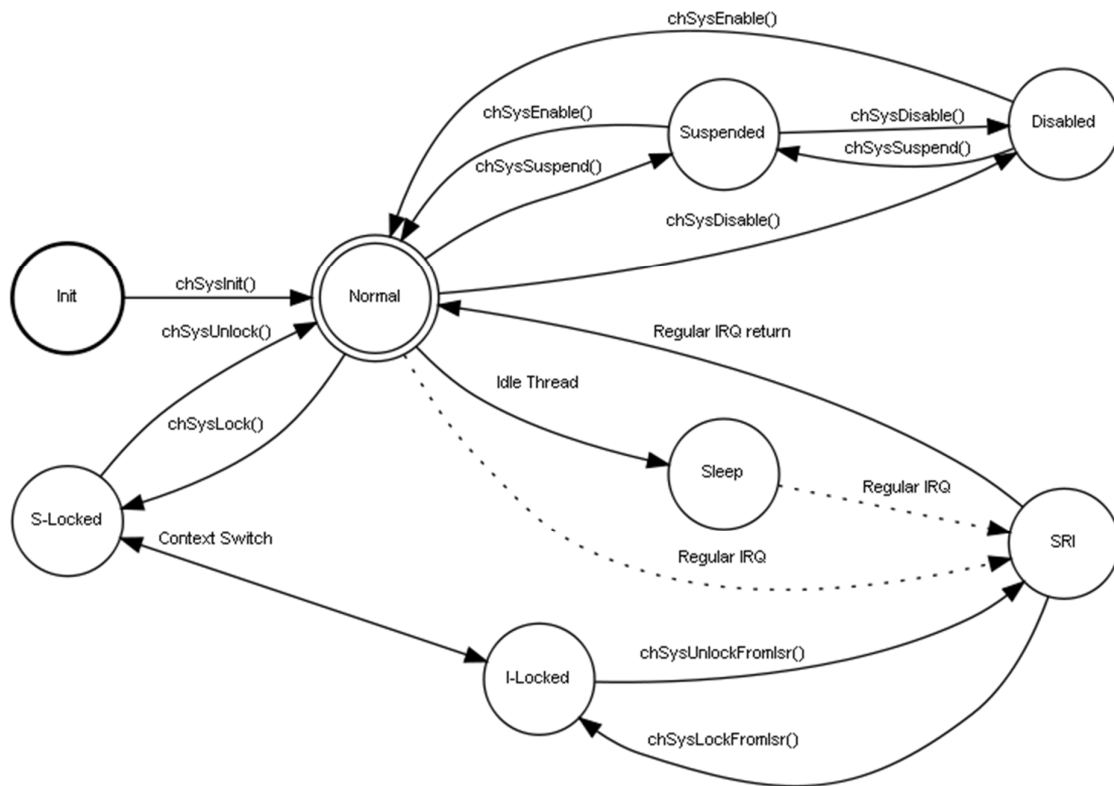 chSysEnable()
chSysEnable()
Suspended
chSysDisable()
Disabled
chSysSuspend()
chSysSuspend()
chSysDisable()
Init
chSysInit()
Normal
chSysUnlock()
Regular IRQ return
Idle Thread
chSysLock()
Sleep
Regular IRQ
S-Locked
Context Switch
Regular IRQ
SRI
I-Locked
chSysUnlockFromIsr()
chSysLockFromIsr()